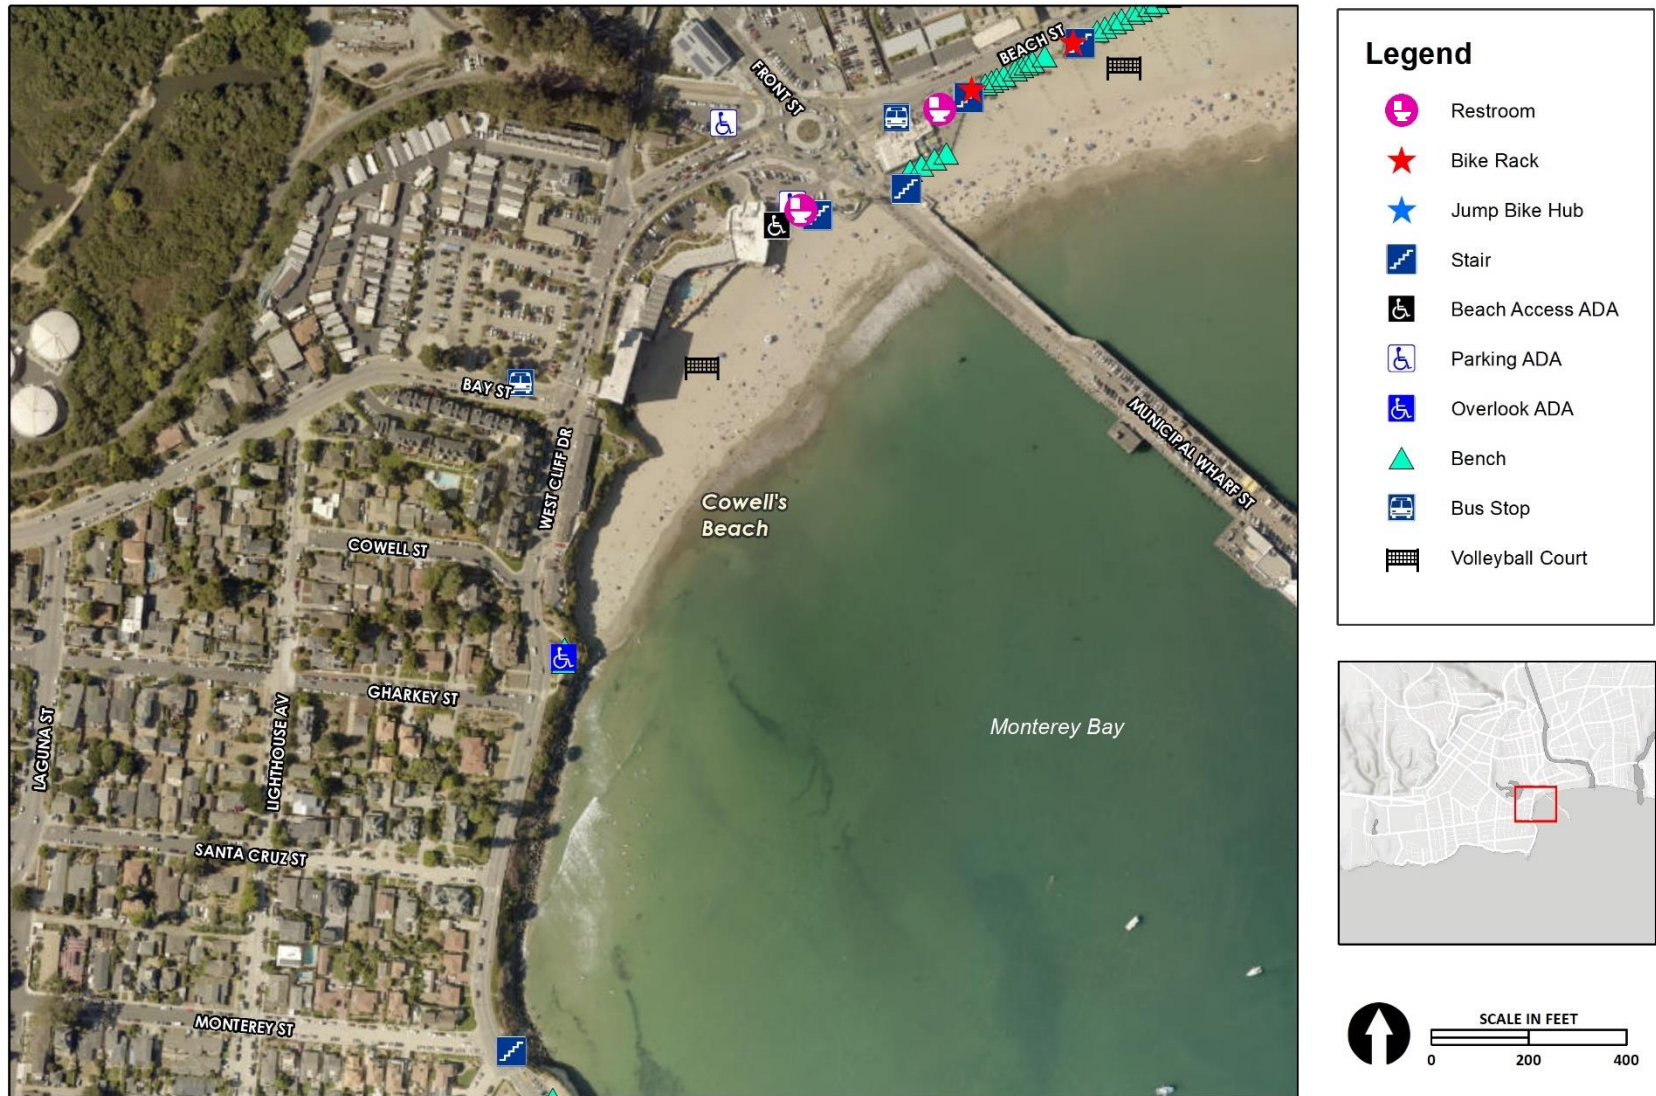 BEACH ST
FRONT ST
BAY ST
WEST CLIFF DR
MUNICIPAL WHARF ST
Cowell's
Beach
COWELL ST
GHARKEY ST
LAGUNA ST
LIGHTHOUSE AV
Monterey Bay
SANTA CRUZ ST
MONTEREY ST
Legend
Restroom
Bike Rack
Jump Bike Hub
Stair
Beach Access ADA
Parking ADA
Overlook ADA
Bench
Bus Stop
Volleyball Court
SCALE IN FEET
0 200 400